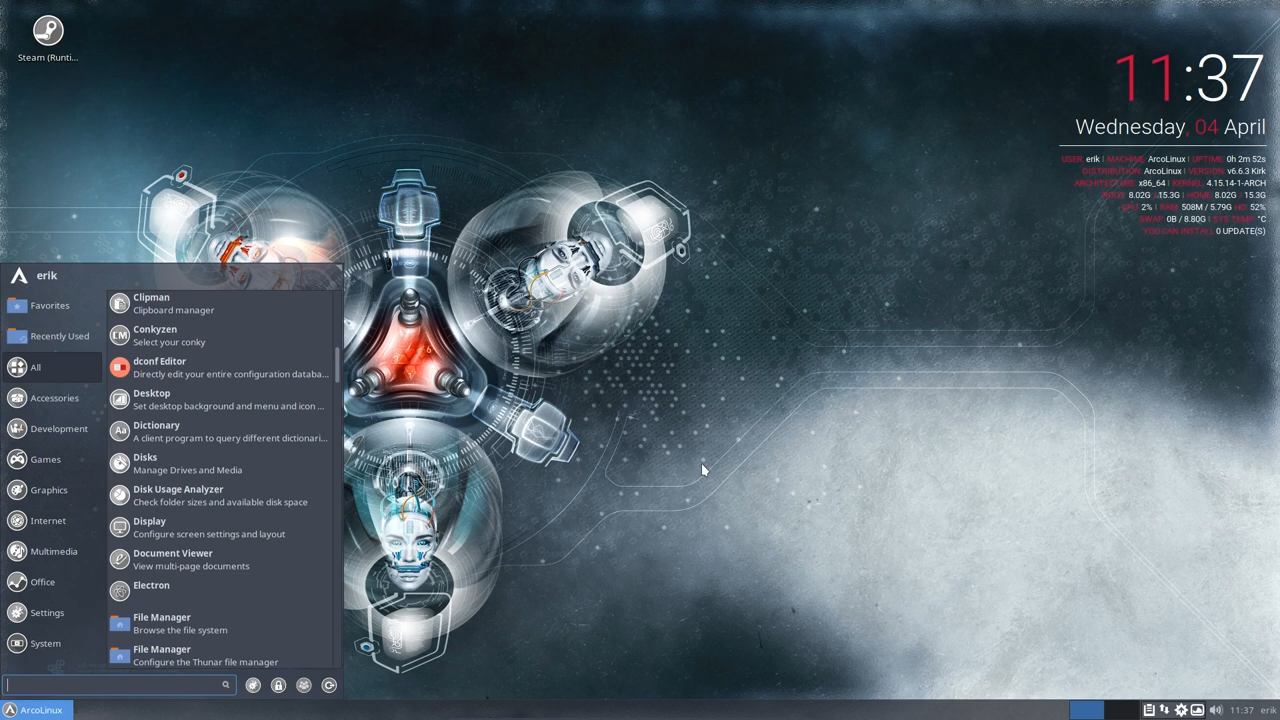 Steam (Runti...
11:37
Wednesday, 04 April
USER erik | MACHINE ArcoLinux | UPTIME 0h 2m 52s
DISTRIBUTION ArcoLinux | VERSION v6.6.3 Kirk
ARCHITECTURE x86_64 | KERNEL 4.15.14-1-ARCH
ROOT 8.02G / 15.3G | HOME 8.02G / 15.3G
CPU 2% | RAM 508M / 5.79G HD 52%
SWAP 0B / 8.80G | SYS TEMP °C
YOU CAN INSTALL 0 UPDATE(S)
erik
Favorites
Recently Used
All
Accessories
Development
Games
Graphics
Internet
Multimedia
Office
Settings
System
Clipman
Clipboard manager
Conkyzen
Select your conky
dconf Editor
Directly edit your entire configuration databa...
Desktop
Set desktop background and menu and icon ...
Aa
Dictionary
A client program to query different dictionari...
Disks
Manage Drives and Media
Disk Usage Analyzer
Check folder sizes and available disk space
Display
Configure screen settings and layout
Document Viewer
View multi-page documents
Electron
File Manager
Browse the file system
File Manager
Configure the Thunar file manager
ArcoLinux
11:37
erik